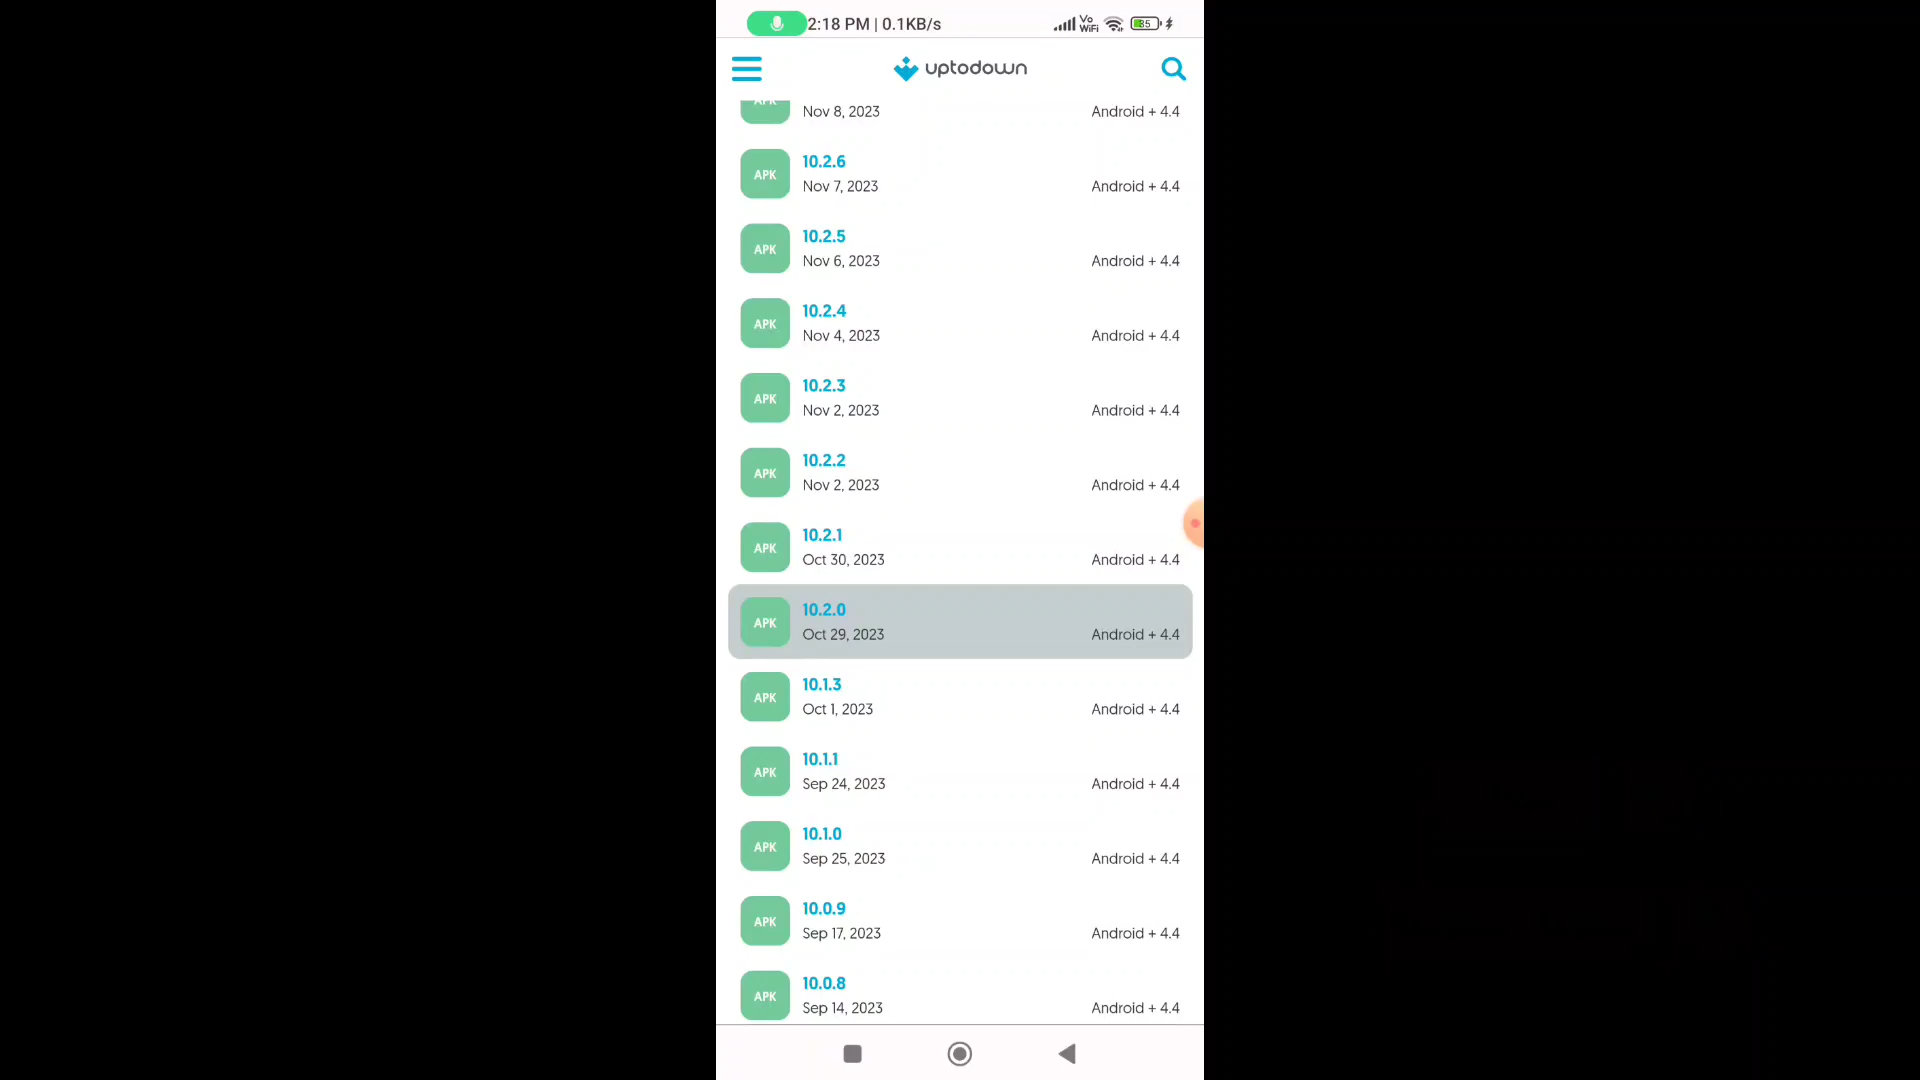 2:18 PM | 0.1KB/s
Vo
WiFi
35
uptodown
APK
Nov 8, 2023
Android + 4.4
APK
10.2.6
Nov 7, 2023
Android + 4.4
APK
10.2.5
Nov 6, 2023
Android + 4.4
APK
10.2.4
Nov 4, 2023
Android + 4.4
APK
10.2.3
Nov 2, 2023
Android + 4.4
APK
10.2.2
Nov 2, 2023
Android + 4.4
APK
10.2.1
Oct 30, 2023
Android + 4.4
APK
10.2.0
Oct 29, 2023
Android + 4.4
APK
10.1.3
Oct 1, 2023
Android + 4.4
APK
10.1.1
Sep 24, 2023
Android + 4.4
APK
10.1.0
Sep 25, 2023
Android + 4.4
APK
10.0.9
Sep 17, 2023
Android + 4.4
APK
10.0.8
Sep 14, 2023
Android + 4.4